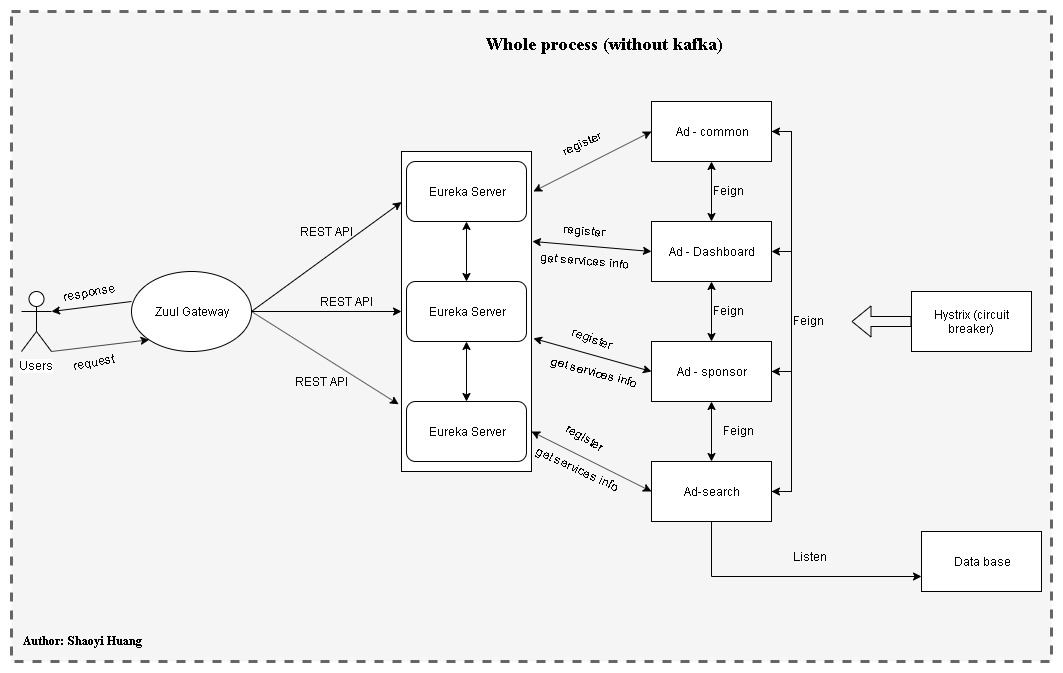 Whole process (without kafka)
Ad - common
register
Eureka Server
Feign
REST API
register
Ad - Dashboard
get services info
response
REST API
Zuul Gateway
Eureka Server
Feign
Feign
Hystrix (circuit
breaker)
register
Users
request
get services info
Ad - sponsor
REST API
Eureka Server
register
Feign
get services info
Ad-search
Listen
Data base
Author: Shaoyi Huang